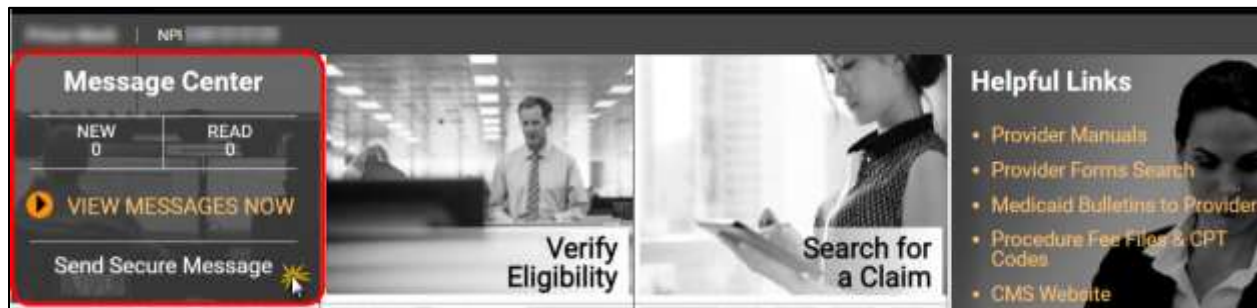 NPI
Message Center
NEW
READ
0
0
VIEW MESSAGES NOW
Send Secure Message
Verify
Eligibility
Search for
a Claim
Helpful Links
• Provider Manuals
• Provider Forms Search
• Medicaid Bulletins to Provider
• Procedure Fee Files & CPT
Codes
• CMS Website